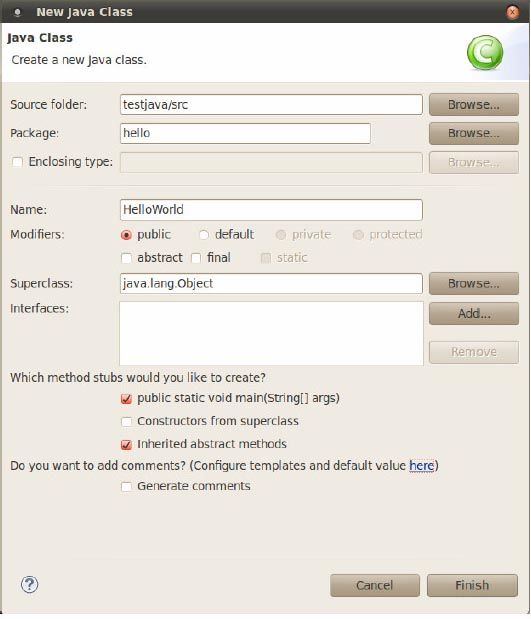 New Java Class
Java Class
Create a new Java class.
Source folder: testjava/src Browse...
Package: hello Browse...
Enclosing type: Browse...
Name: HelloWorld
Modifiers: public default private protected
abstract final static
Superclass: java.lang.Object Browse...
Interfaces: Add...
Remove
Which method stubs would you like to create?
public static void main(String[] args)
Constructors from superclass
Inherited abstract methods
Do you want to add comments? (Configure templates and default value here)
Generate comments
? Cancel Finish